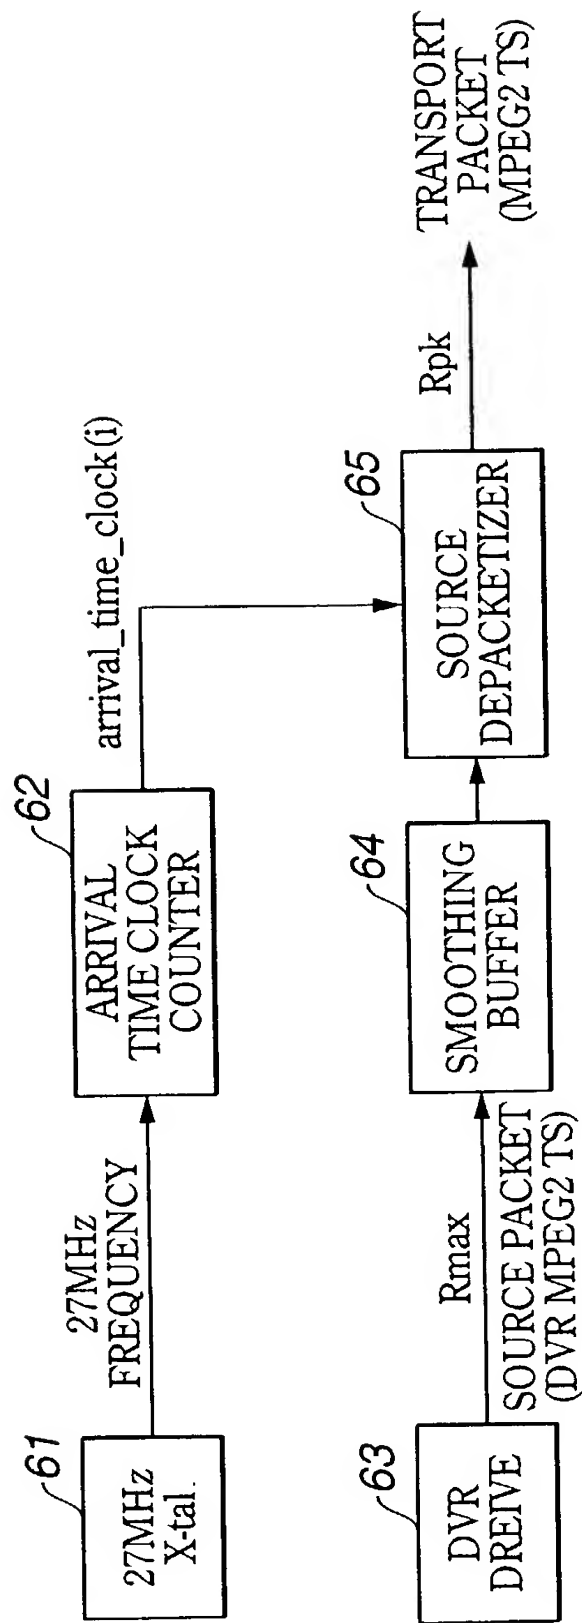 61
27MHz
X-tal.
27MHz
FREQUENCY
62
ARRIVAL
TIME CLOCK
COUNTER
arrival_time_clock(i)
63
DVR
DREIVE
Rmax
SOURCE PACKET
(DVR MPEG2 TS)
64
SMOOTHING
BUFFER
65
SOURCE
DEPACKETIZER
Rpk
TRANSPORT
PACKET
(MPEG2 TS)